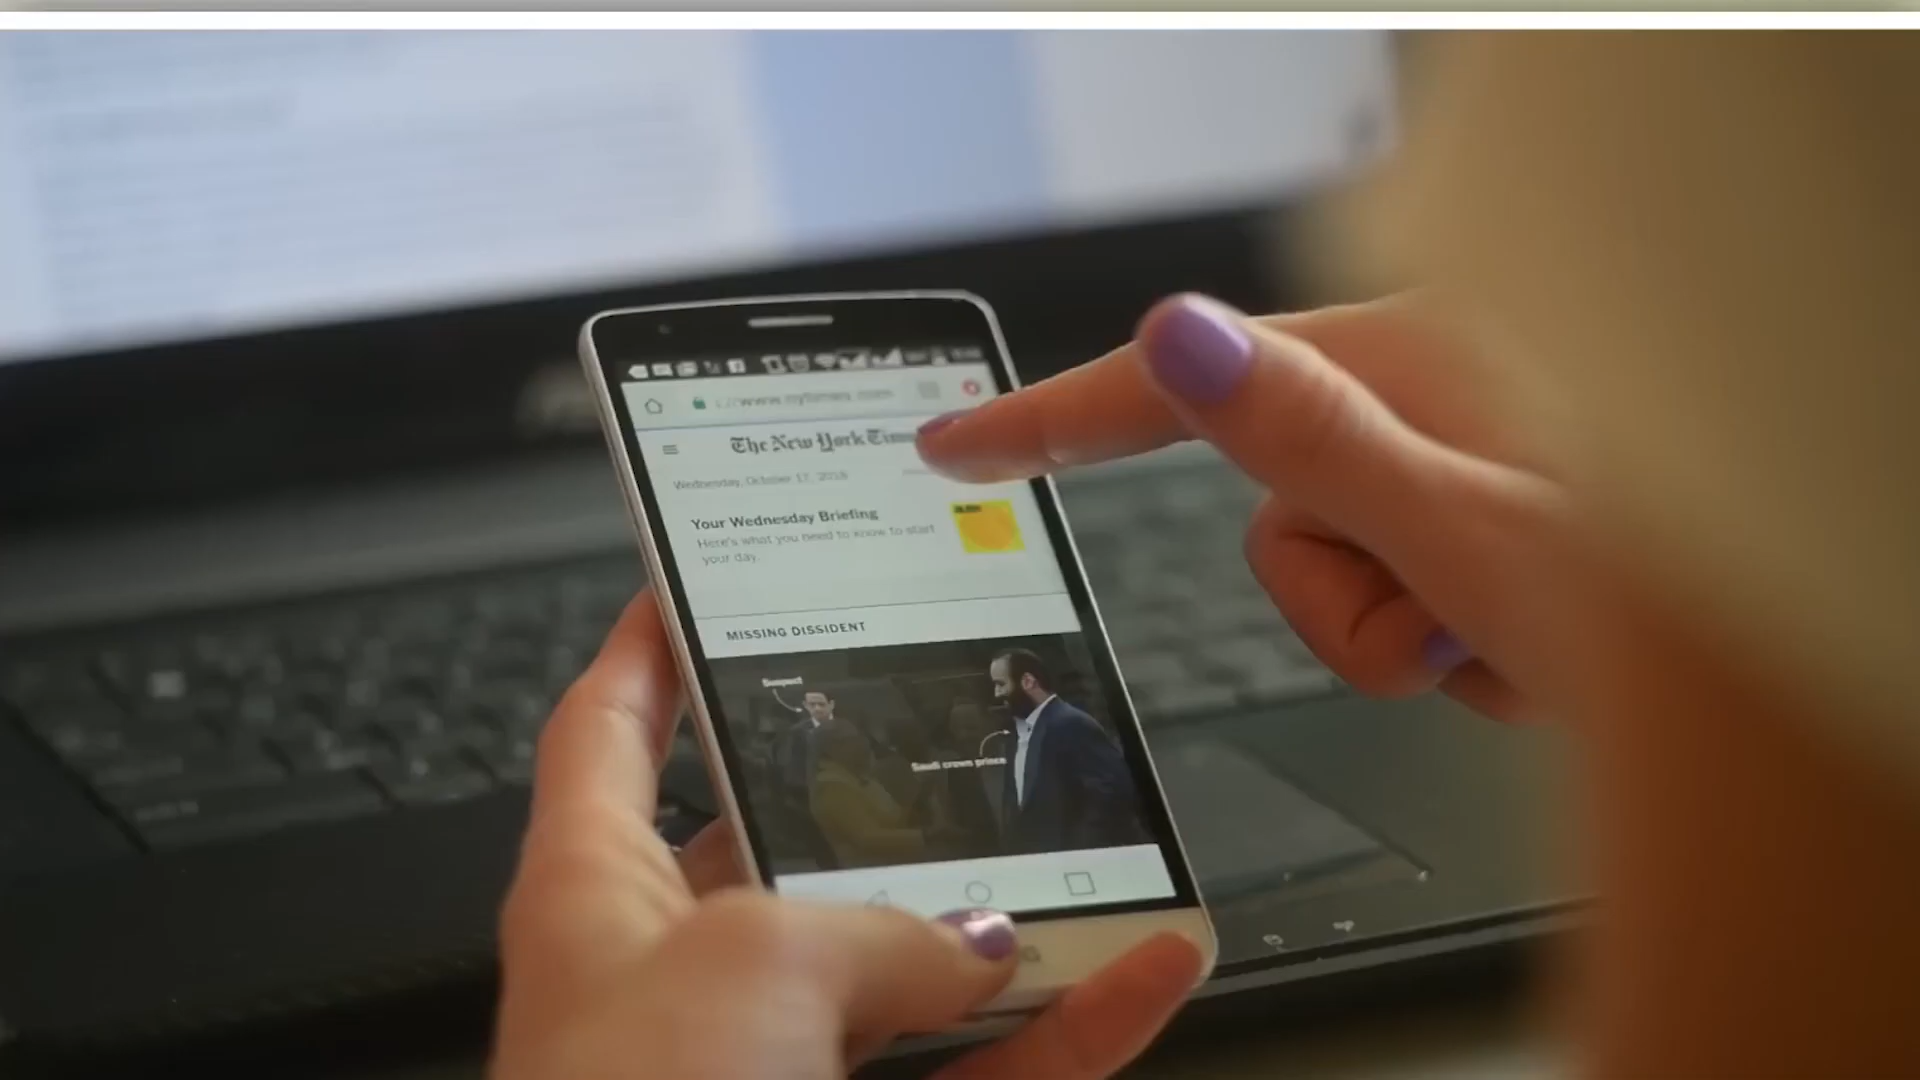 The New York Times
Wednesday, October 17, 2018
Your Wednesday Briefing
Here's what you need to know to start
your day.
MISSING DISSIDENT
Suspect
Saudi crown prince